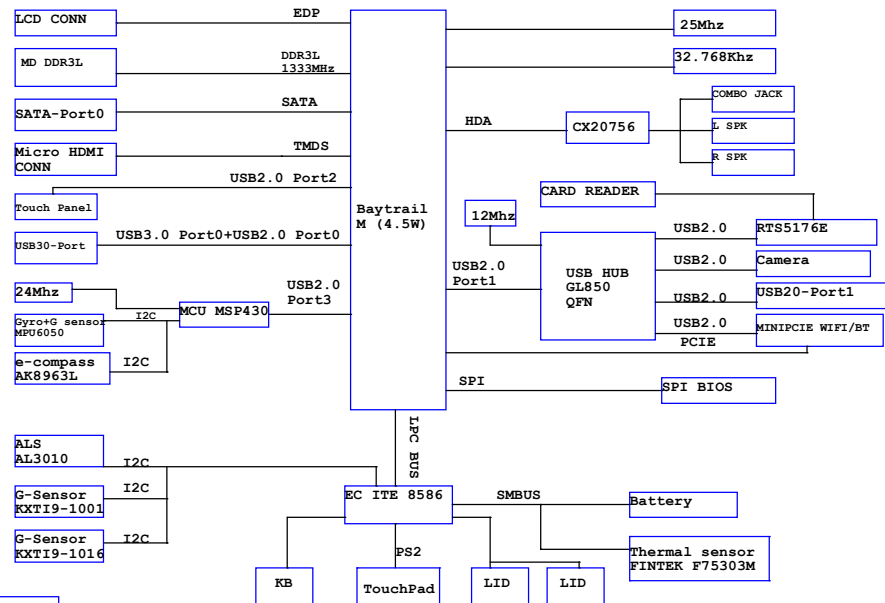 LCD CONN
EDP
25Mhz
MD DDR3L
DDR3L
1333MHz
32.768Khz
SATA-Port0
SATA
HDA
CX20756
COMBO JACK
L SPK
R SPK
Micro HDMI
CONN
TMDS
USB2.0 Port2
Touch Panel
Baytrail
M (4.5W)
CARD READER
12Mhz
USB30-Port
USB3.0 Port0+USB2.0 Port0
USB2.0
RTS5176E
USB2.0
Port1
USB HUB
GL850
QFN
USB2.0
Camera
USB2.0
USB20-Port1
USB2.0
MINIPCIE WIFI/BT
PCIE
24Mhz
USB2.0
Port3
MCU MSP430
Gyro+G sensor
MPU6050
I2C
e-compass
AK8963L
I2C
SPI
SPI BIOS
LPC BUS
ALS
AL3010
I2C
G-Sensor
KXTI9-1001
I2C
G-Sensor
KXTI9-1016
I2C
EC ITE 8586
SMBUS
Battery
Thermal sensor
FINTEK F75303M
PS2
KB
TouchPad
LID
LID